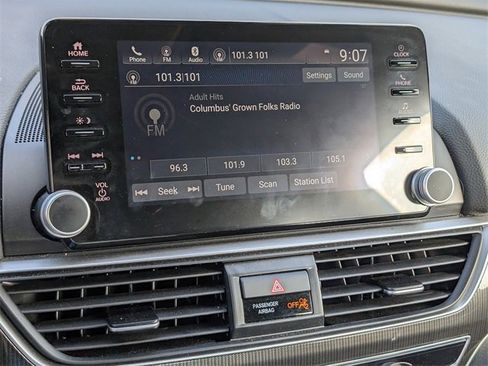 HOME
Phone FM Audio 101.3 101 9:07 CLOCK
101.3|101 Settings Sound
FM
BACK
PHONE
Adult Hits
Columbus' Grown Folks Radio
FM
96.3 101.9 103.3 105.1
Seek Tune Scan Station List
VOL
AUDIO
PASSENGER
AIRBAG
OFF